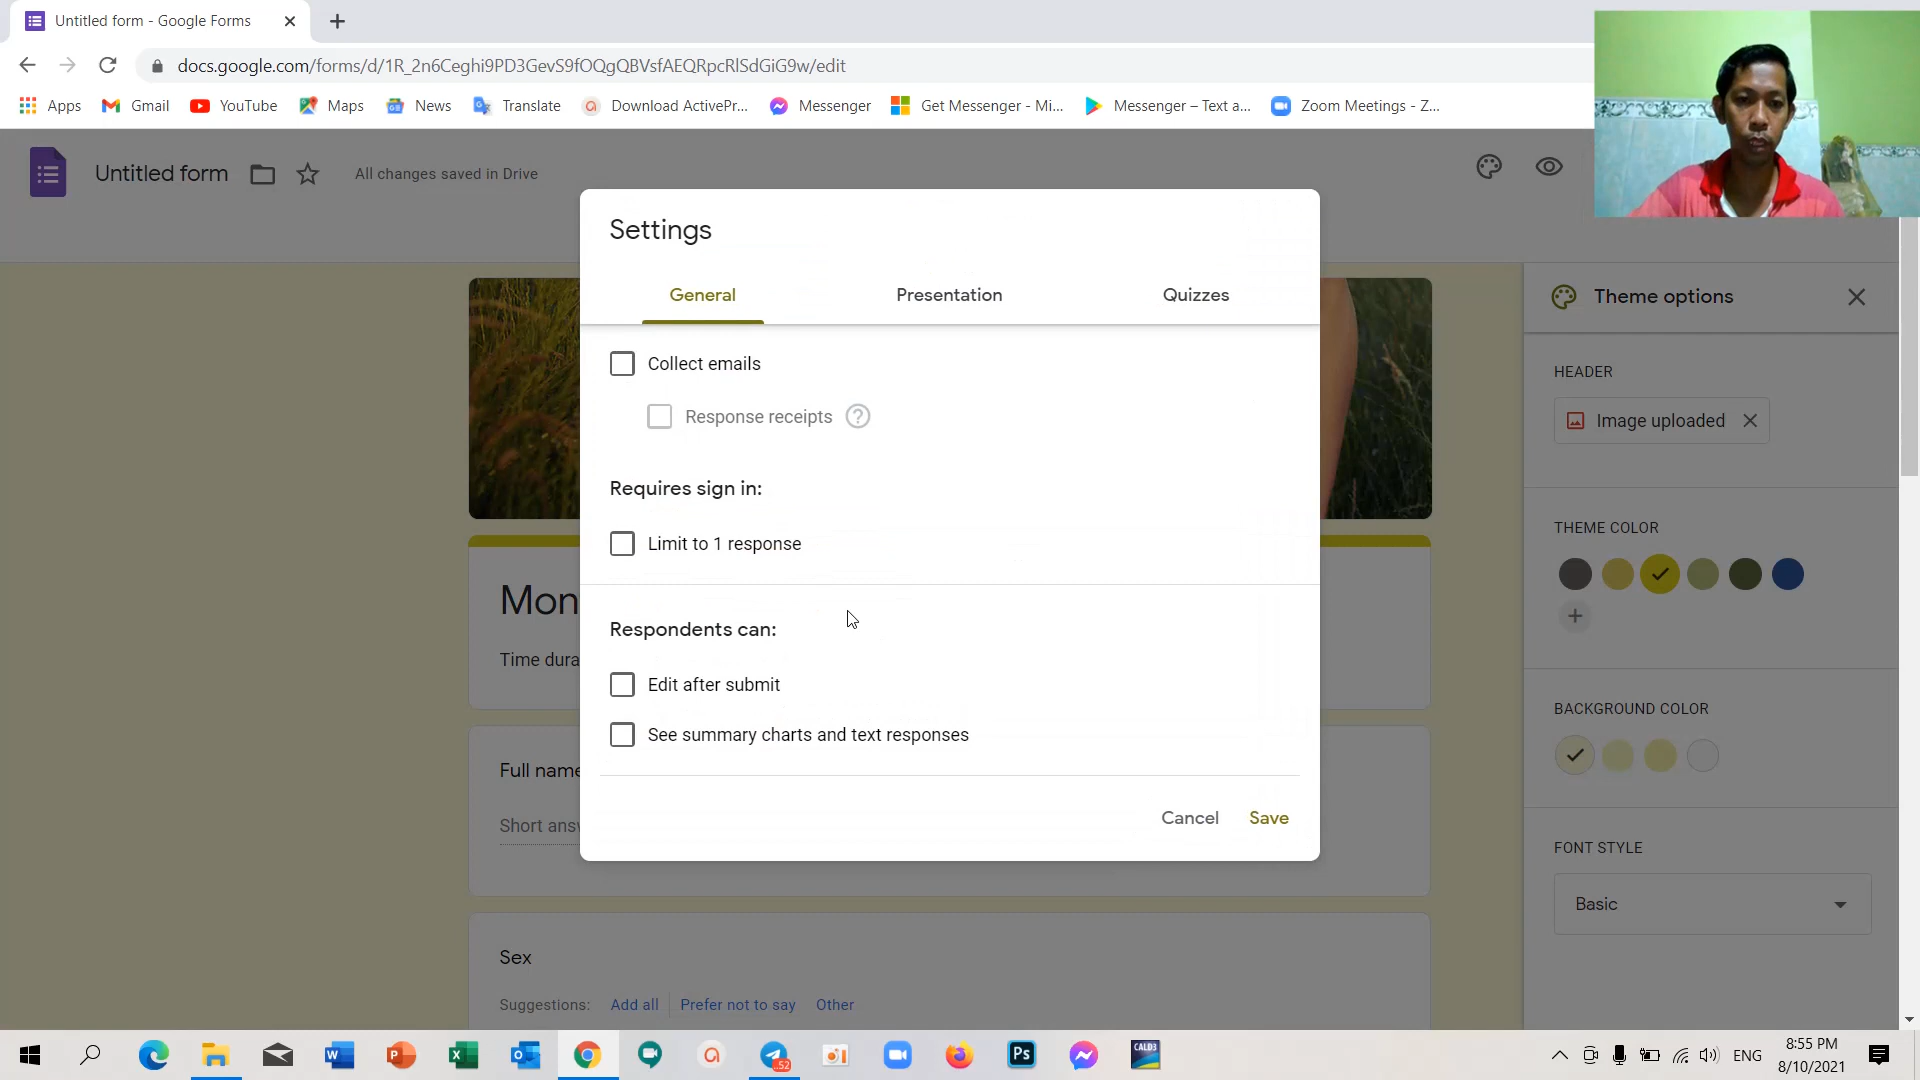 Untitled form - Google Forms
docs.google.com/forms/d/1R_2n6Ceghi9PD3GevS9fOQgQBVsfAEQRpcRlSdGiG9w/edit
Apps Gmail YouTube Maps News Translate Download ActivePr... Messenger Get Messenger - Mi... Messenger – Text a... Zoom Meetings - Z...
Untitled form All changes saved in Drive
Settings
General Presentation Quizzes
Collect emails
Response receipts ?
Requires sign in:
Limit to 1 response
Respondents can:
Edit after submit
See summary charts and text responses
Cancel Save
Mon
Time dura
Full name
Short answ
Sex
Suggestions: Add all Prefer not to say Other
Theme options
HEADER
Image uploaded
THEME COLOR
BACKGROUND COLOR
FONT STYLE
Basic
52
Ps
CALD3
ENG
8:55 PM
8/10/2021